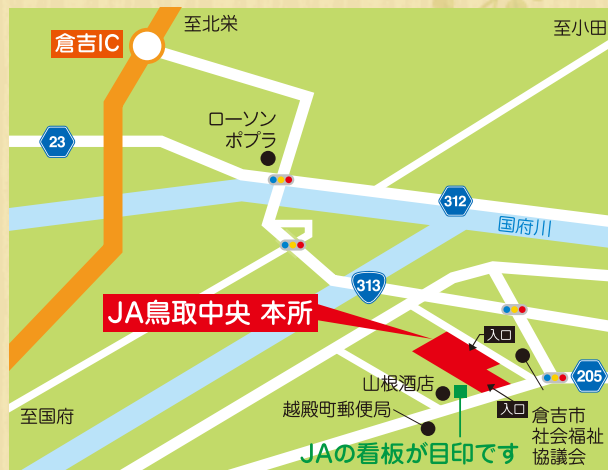 至北栄
至小田
倉吉IC
ローソン
ポプラ
23
312
国府川
313
JA鳥取中央 本所
入口
205
山根酒店
入口
至国府
越殿町郵便局
倉吉市
社会福祉
協議会
JAの看板が目印です